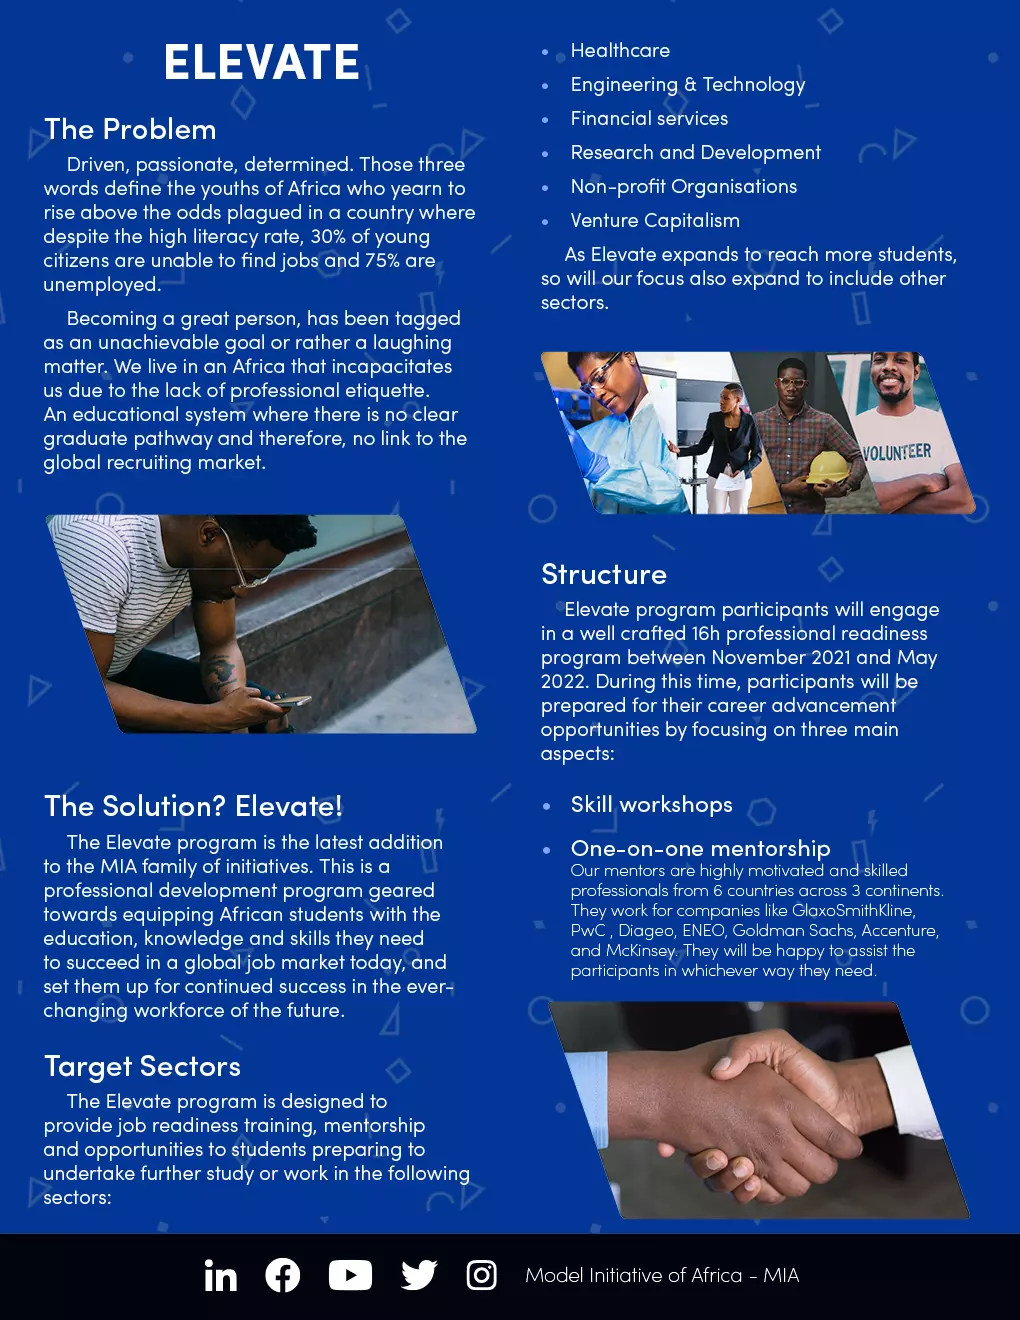 ELEVATE
The Problem
Driven, passionate, determined. Those three
words define the youths of Africa who yearn to
rise above the odds plagued in a country where
despite the high literacy rate, 30% of young
citizens are unable to find jobs and 75% are
unemployed.
Becoming a great person, has been tagged
as an unachievable goal or rather a laughing
matter. We live in an Africa that incapacitates
us due to the lack of professional etiquette.
An educational system where there is no clear
graduate pathway and therefore, no link to the
global recruiting market.
The Solution? Elevate!
The Elevate program is the latest addition
to the MIA family of initiatives. This is a
professional development program geared
towards equipping African students with the
education, knowledge and skills they need
to succeed in a global job market today, and
set them up for continued success in the ever-
changing workforce of the future.
Target Sectors
The Elevate program is designed to
provide job readiness training, mentorship
and opportunities to students preparing to
undertake further study or work in the following
sectors:
• Healthcare
• Engineering & Technology
• Financial services
• Research and Development
• Non-profit Organisations
• Venture Capitalism
As Elevate expands to reach more students,
so will our focus also expand to include other
sectors.
VOLUNTEER
Structure
Elevate program participants will engage
in a well crafted 16h professional readiness
program between November 2021 and May
2022. During this time, participants will be
prepared for their career advancement
opportunities by focusing on three main
aspects:
• Skill workshops
• One-on-one mentorship
Our mentors are highly motivated and skilled
professionals from 6 countries across 3 continents.
They work for companies like GlaxoSmithKline,
PwC , Diageo, ENEO, Goldman Sachs, Accenture,
and McKinsey. They will be happy to assist the
participants in whichever way they need.
Model Initiative of Africa - MIA